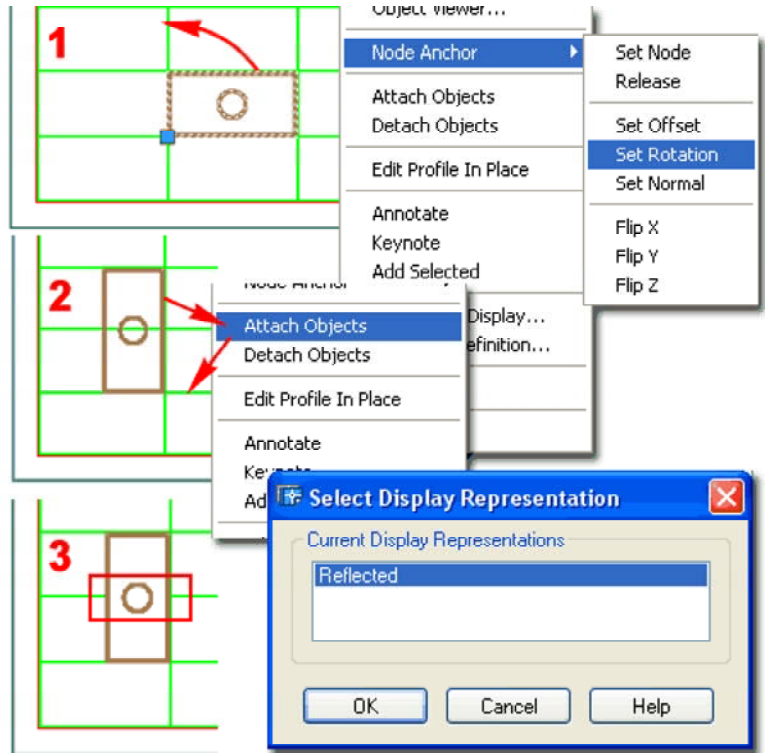 1
Object Viewer...
Node Anchor
Attach Objects
Detach Objects
Edit Profile In Place
Annotate
Keynote
Add Selected
Set Node
Release
Set Offset
Set Rotation
Set Normal
Flip X
Flip Y
Flip Z
2
Node Anchor
Attach Objects
Detach Objects
Edit Profile In Place
Annotate
Display...
efinition...
3
Select Display Representation
Current Display Representations
Reflected
OK
Cancel
Help